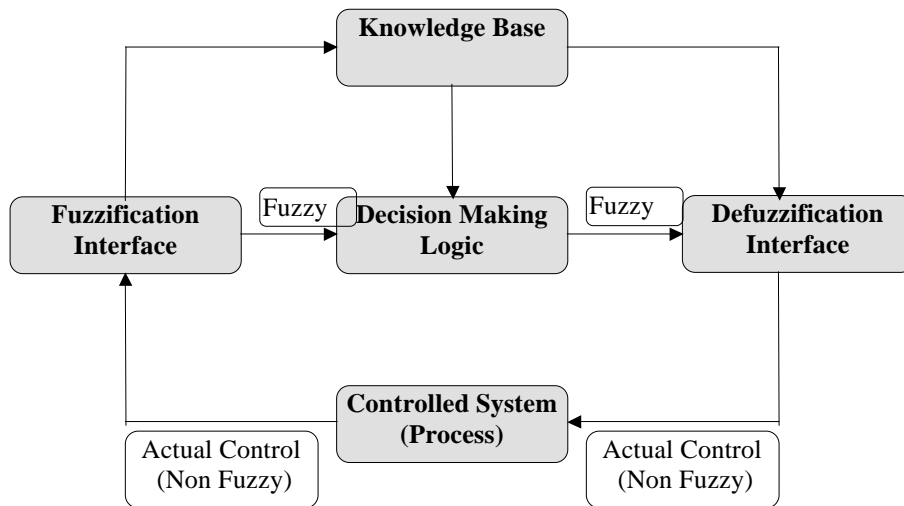 Knowledge Base
Fuzzification
Interface
Fuzzy
Decision Making
Logic
Fuzzy
Defuzzification
Interface
Controlled System
(Process)
Actual Control
(Non Fuzzy)
Actual Control
(Non Fuzzy)